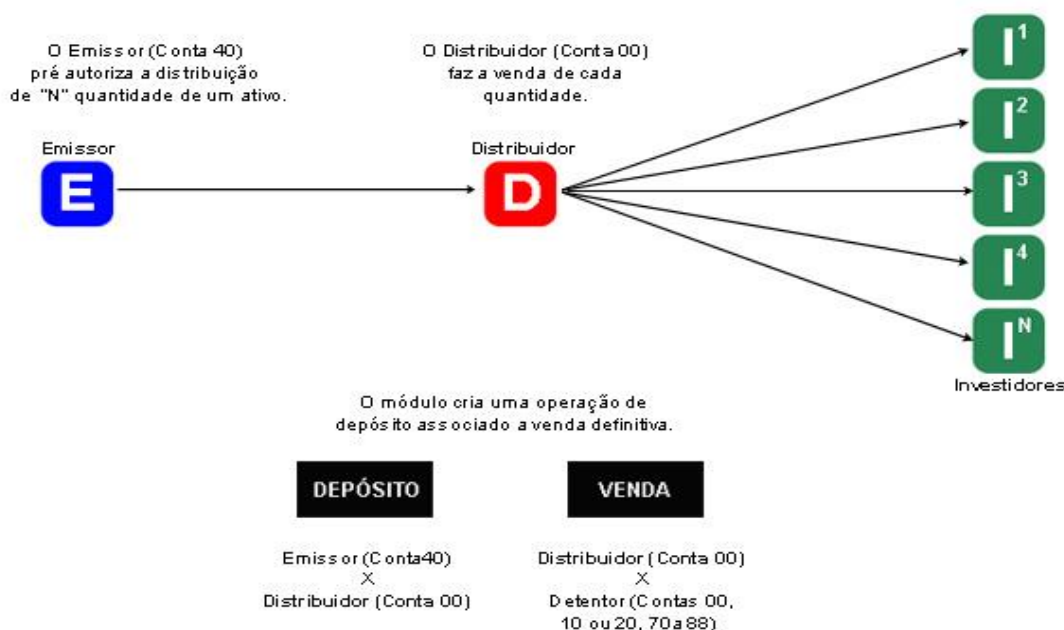 O Emissor (Conta 40)
pré autoriza a distribuição
de "N" quantidade de um ativo.
O Distribuidor (Conta 00)
faz a venda de cada
quantidade.
Emissor
E
Distribuidor
D
I1
I2
I3
I4
IN
Investidores
O módulo cria uma operação de
depósito associado a venda definitiva.
DEPÓSITO
Emissor (Conta40)
X
Distribuidor (Conta 00)
VENDA
Distribuidor (Conta 00)
X
Detentor (Contas 00,
10 ou 20, 70a 88)